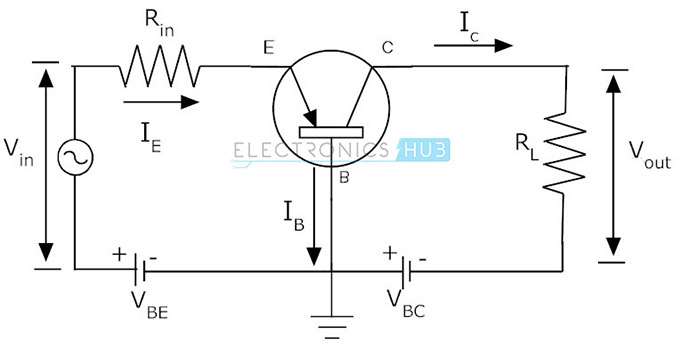 R_in
I_C
E
C
I_E
V_in
R_L
V_out
ELECTRONICS HUB
B
I_B
+ -
+ -
V_BE
V_BC